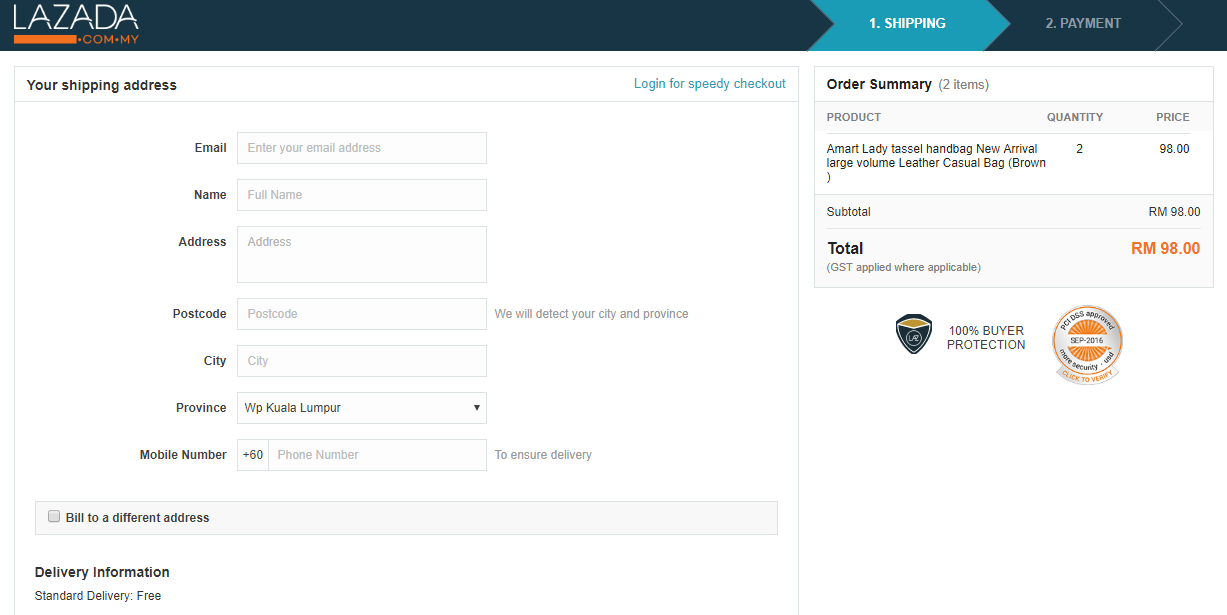 LAZADA
.COM.MY
1. SHIPPING
2. PAYMENT
Your shipping address
Login for speedy checkout
Email
Enter your email address
Name
Full Name
Address
Address
Postcode
Postcode
We will detect your city and province
City
City
Province
Wp Kuala Lumpur
Mobile Number
+60
Phone Number
To ensure delivery
Bill to a different address
Delivery Information
Standard Delivery: Free
Order Summary (2 items)
PRODUCT QUANTITY PRICE
Amart Lady tassel handbag New Arrival 2 98.00
large volume Leather Casual Bag (Brown
)
Subtotal RM 98.00
Total RM 98.00
(GST applied where applicable)
100% BUYER
PROTECTION
PCI DSS approved
SEP-2016
more security - usd
CLICK TO VERIFY